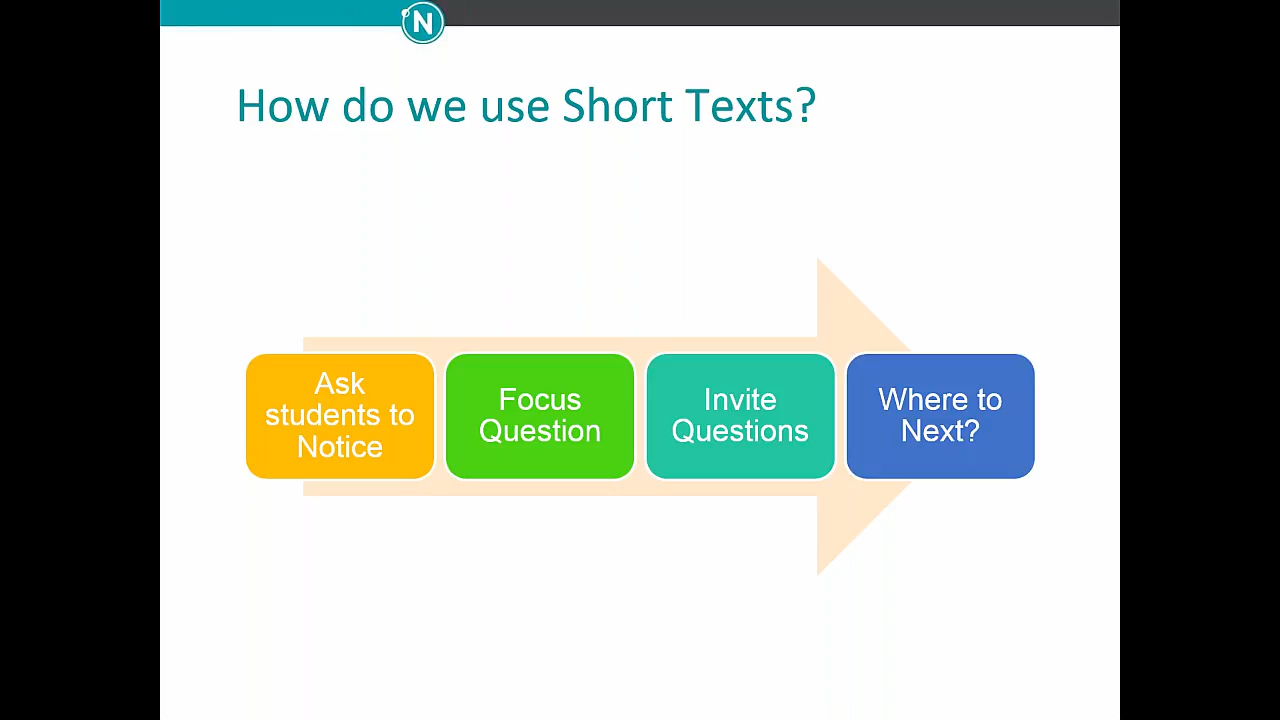 N
How do we use Short Texts?
Ask
students to
Notice
Focus
Question
Invite
Questions
Where to
Next?